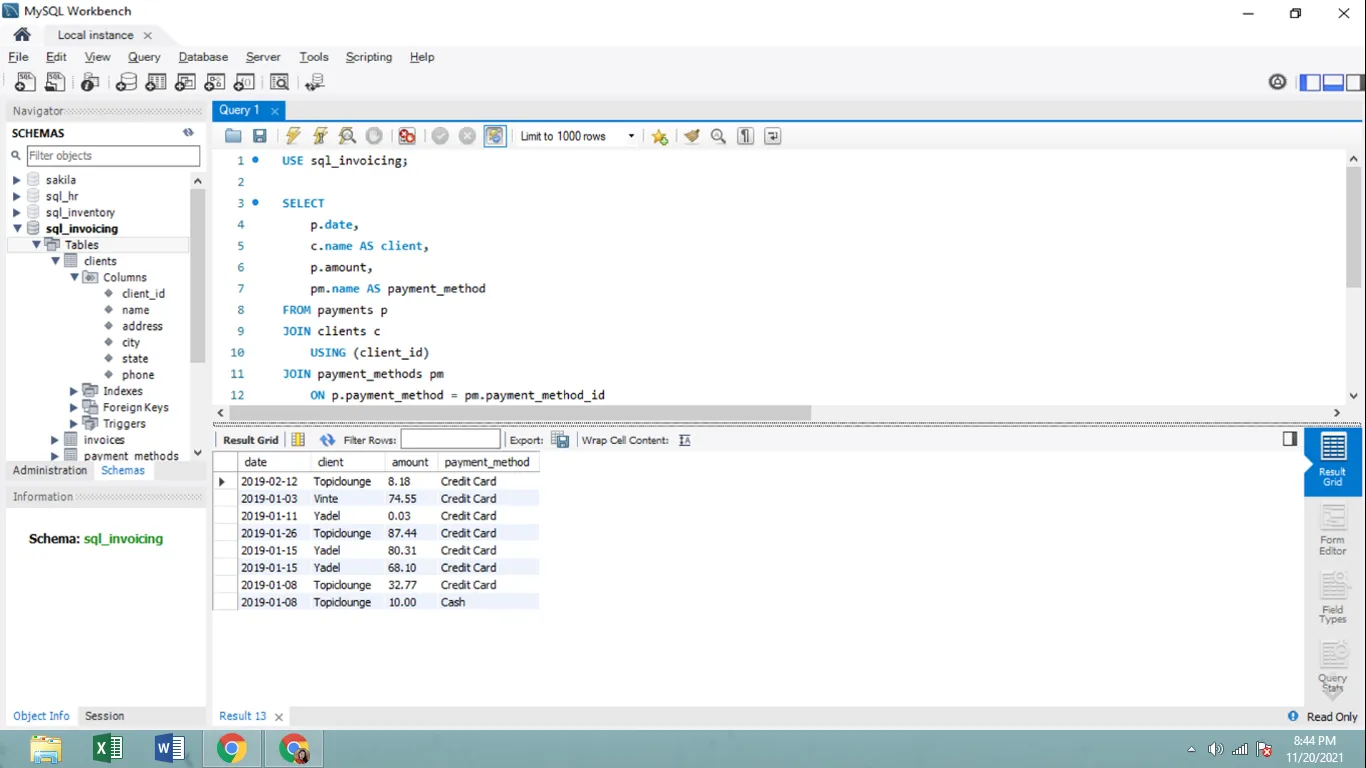 MySQL Workbench
Local instance
File Edit View Query Database Server Tools Scripting Help
Navigator
SCHEMAS
Filter objects
sakila
sql_hr
sql_inventory
sql_invoicing
Tables
clients
Columns
client_id
name
address
city
state
phone
Indexes
Foreign Keys
Triggers
invoices
payment_methods
Administration Schemas
Information
Schema: sql_invoicing
Object Info Session
Query 1
Limit to 1000 rows
1 USE sql_invoicing;
2
3 SELECT
4 p.date,
5 c.name AS client,
6 p.amount,
7 pm.name AS payment_method
8 FROM payments p
9 JOIN clients c
10 USING (client_id)
11 JOIN payment_methods pm
12 ON p.payment_method = pm.payment_method_id
Result Grid Filter Rows: Export: Wrap Cell Content:
date client amount payment_method
2019-02-12 Topiclounge 8.18 Credit Card
2019-01-03 Vinte 74.55 Credit Card
2019-01-11 Yadel 0.03 Credit Card
2019-01-26 Topiclounge 87.44 Credit Card
2019-01-15 Yadel 80.31 Credit Card
2019-01-15 Yadel 68.10 Credit Card
2019-01-08 Topiclounge 32.77 Credit Card
2019-01-08 Topiclounge 10.00 Cash
Result
Grid
Form
Editor
Field
Types
Query
Stats
Result 13
Read Only
8:44 PM
11/20/2021